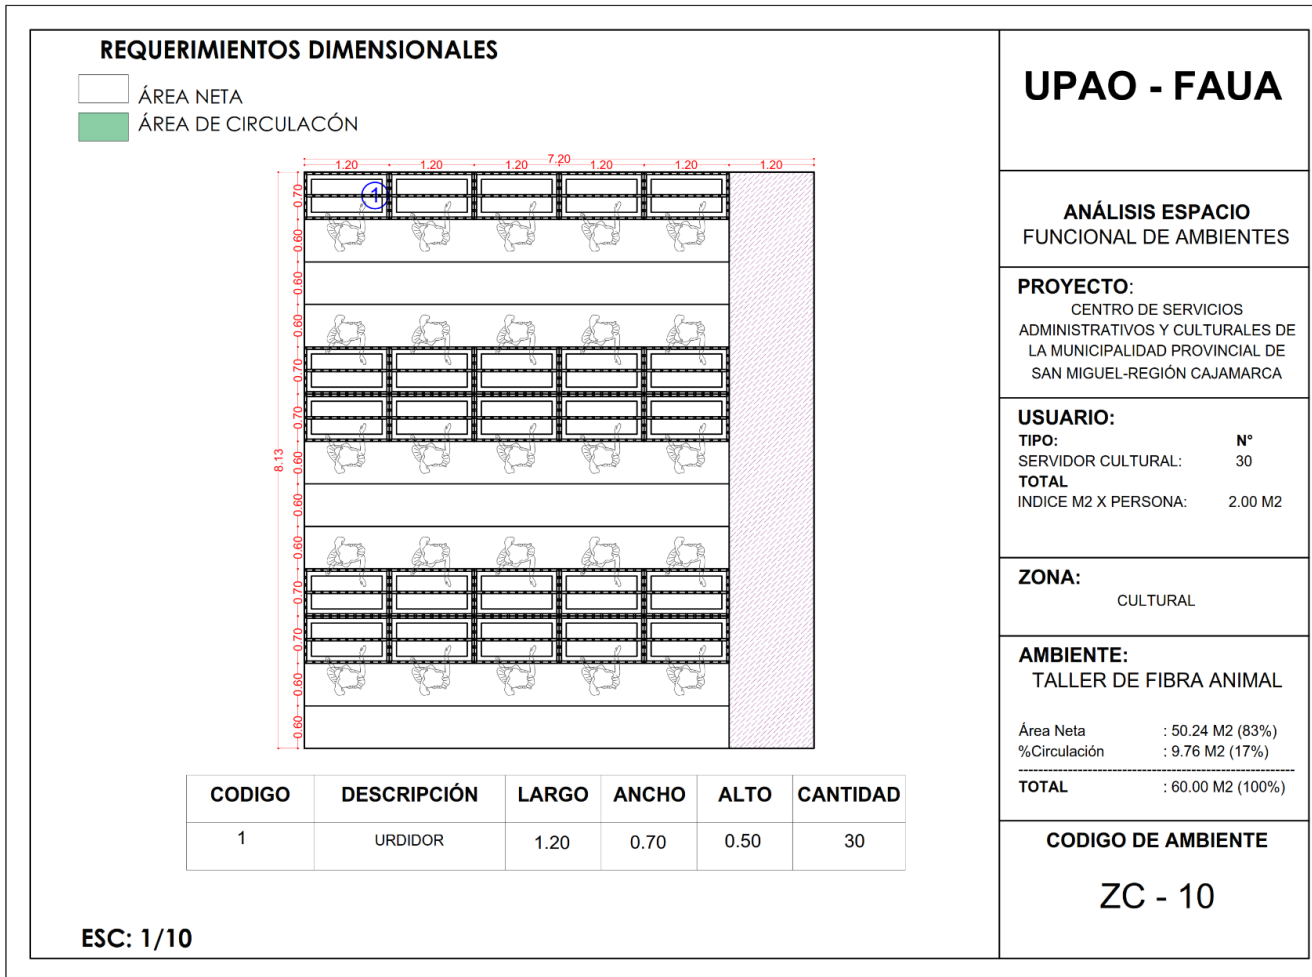 REQUERIMIENTOS DIMENSIONALES
ÁREA NETA
ÁREA DE CIRCULACÓN
7.20
1.20 1.20 1.20 1.20 1.20 1.20
8.13
0.70
0.60
0.60
0.60
0.70
0.70
0.60
0.60
0.60
0.70
0.70
0.60
0.60
1
CODIGO DESCRIPCIÓN LARGO ANCHO ALTO CANTIDAD
1 URDIDOR 1.20 0.70 0.50 30
ESC: 1/10
UPAO - FAUA
ANÁLISIS ESPACIO
FUNCIONAL DE AMBIENTES
PROYECTO:
CENTRO DE SERVICIOS
ADMINISTRATIVOS Y CULTURALES DE
LA MUNICIPALIDAD PROVINCIAL DE
SAN MIGUEL-REGIÓN CAJAMARCA
USUARIO:
TIPO: N°
SERVIDOR CULTURAL: 30
TOTAL
INDICE M2 X PERSONA: 2.00 M2
ZONA:
CULTURAL
AMBIENTE:
TALLER DE FIBRA ANIMAL
Área Neta : 50.24 M2 (83%)
%Circulación : 9.76 M2 (17%)
TOTAL : 60.00 M2 (100%)
CODIGO DE AMBIENTE
ZC - 10